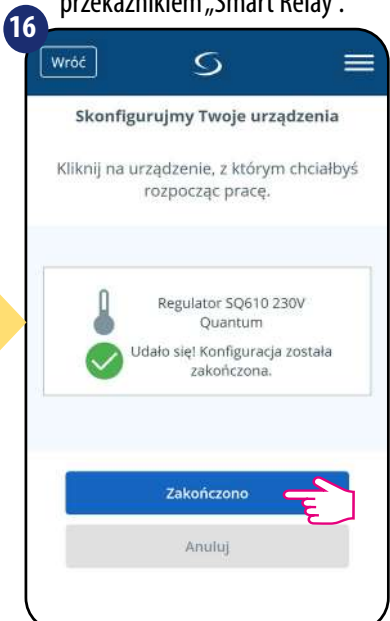 przekaźnikiem „Smart Relay”.
16
Wróć
Skonfigurujmy Twoje urządzenia
Kliknij na urządzenie, z którym chciałbyś
rozpocząc pracę.
Regulator SQ610 230V
Quantum
Udało się! Konfiguracja została
zakończona.
Zakończono
Anuluj